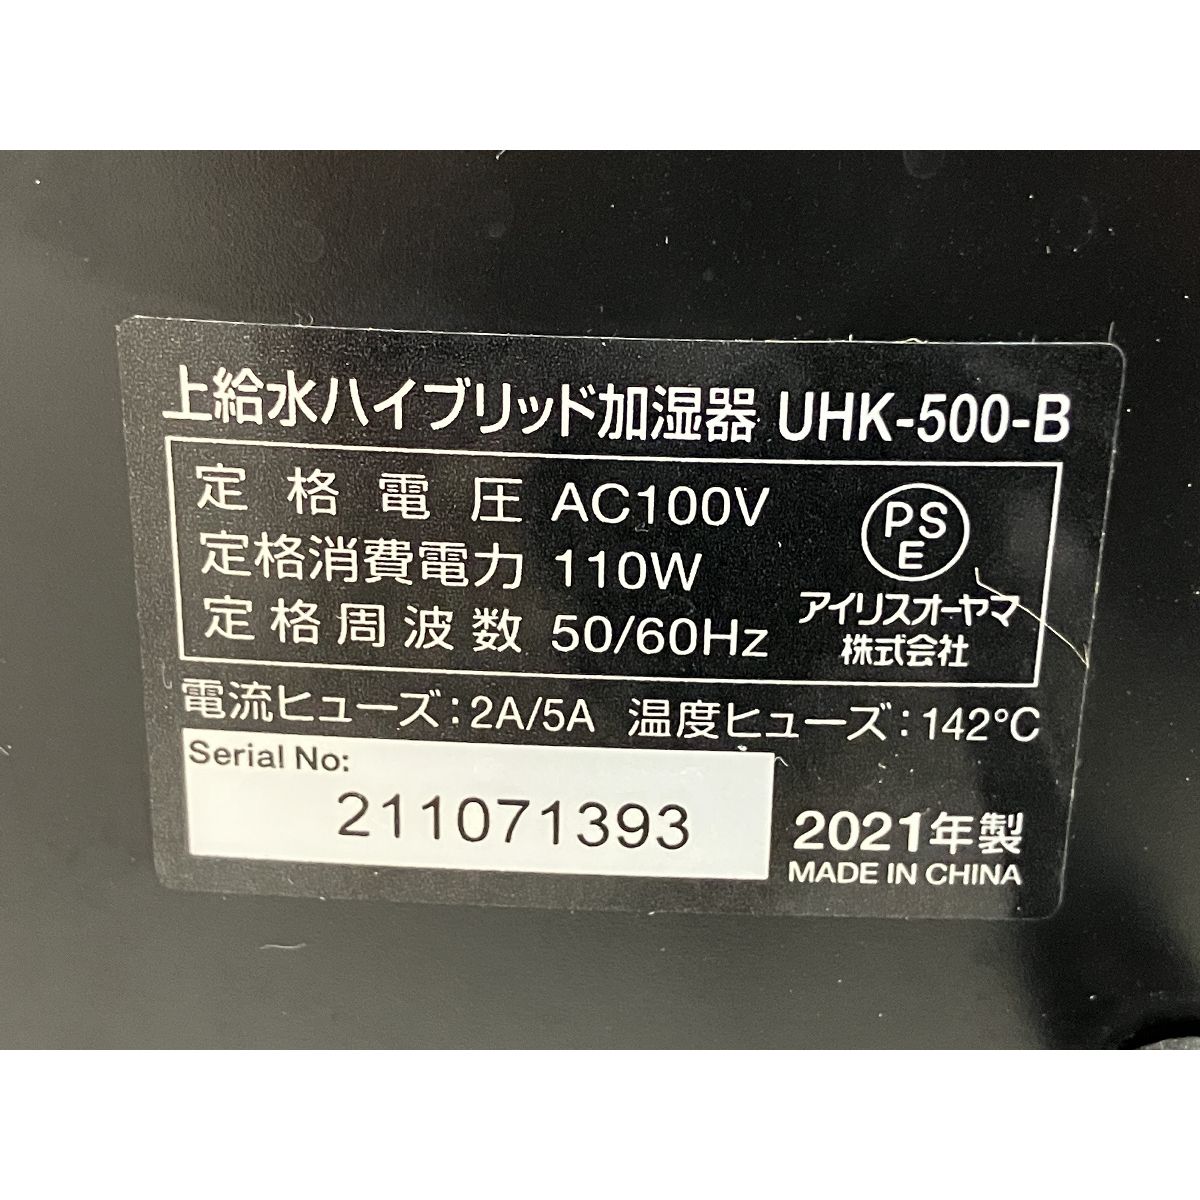 上給水ハイブリッド加湿器 UHK-500-B
定格電圧 AC100V
定格消費電力 110W
定格周波数 50/60Hz
PS
E
アイリスオーヤマ
株式会社
電流ヒューズ:2A/5A 温度ヒューズ:142°C
Serial No:
211071393
2021年製
MADE IN CHINA